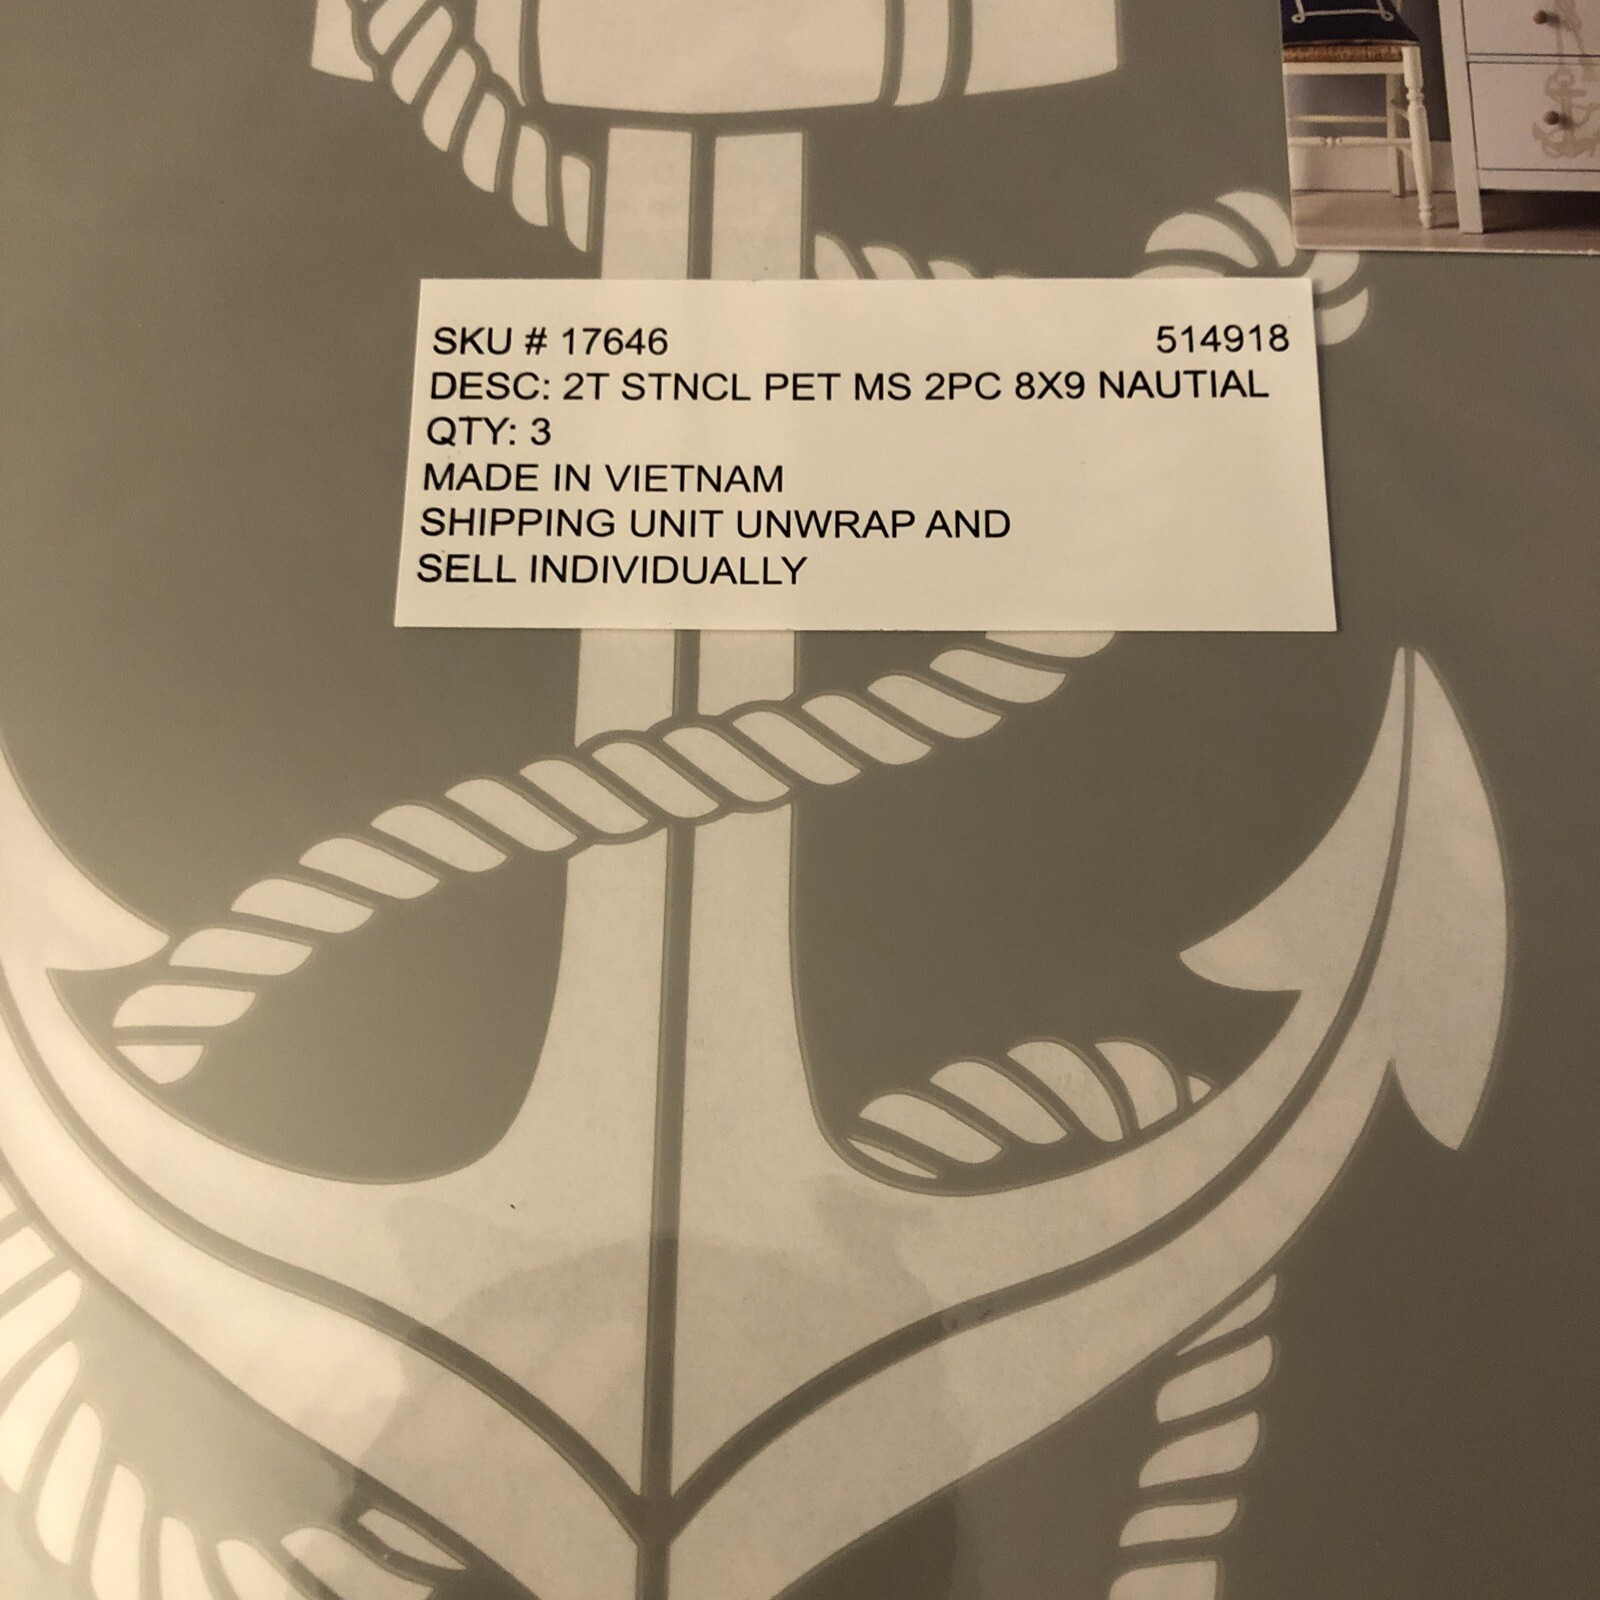 SKU # 17646 514918
DESC: 2T STNCL PET MS 2PC 8X9 NAUTIAL
QTY: 3
MADE IN VIETNAM
SHIPPING UNIT UNWRAP AND
SELL INDIVIDUALLY